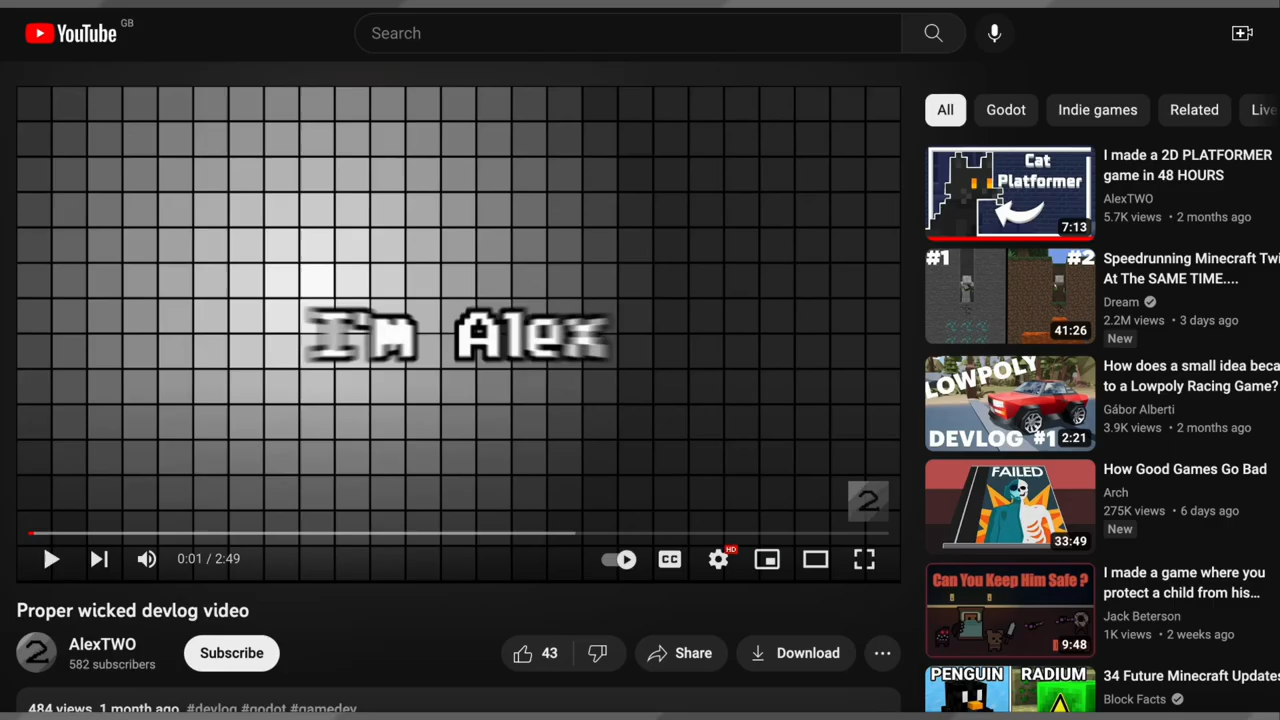 YouTube GB
Search
All
Godot
Indie games
Related
Live
I'm Alex
2
0:01 / 2:49
CC
HD
Proper wicked devlog video
2
AlexTWO
582 subscribers
Subscribe
43
Share
Download
484 views 1 month ago #devlog #godot #gamedev
Cat
Platformer
7:13
I made a 2D PLATFORMER
game in 48 HOURS
AlexTWO
5.7K views • 2 months ago
#1
#2
41:26
Speedrunning Minecraft Twi
At The SAME TIME....
Dream
2.2M views • 3 days ago
New
LOWPOLY
DEVLOG #1
2:21
How does a small idea beca
to a Lowpoly Racing Game?
Gábor Alberti
3.9K views • 2 months ago
FAILED
33:49
How Good Games Go Bad
Arch
275K views • 6 days ago
New
Can You Keep Him Safe ?
9:48
I made a game where you
protect a child from his...
Jack Beterson
1K views • 2 weeks ago
PENGUIN
RADIUM
34 Future Minecraft Updates
Block Facts